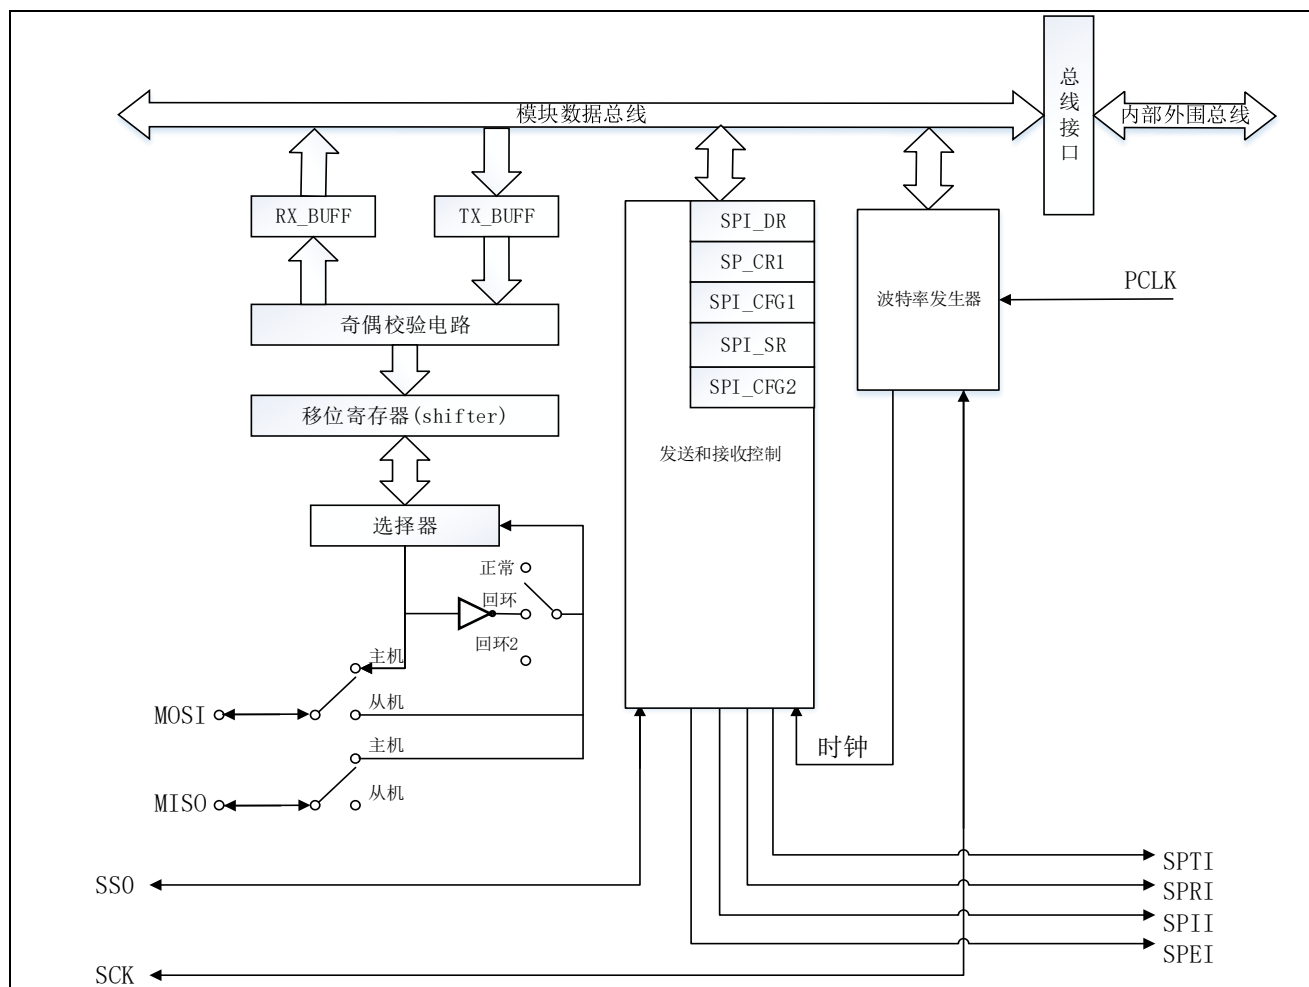 总线接口
模块数据总线
内部外围总线
RX_BUFF
TX_BUFF
SPI_DR
SP_CR1
SPI_CFG1
SPI_SR
SPI_CFG2
发送和接收控制
波特率发生器
PCLK
奇偶校验电路
移位寄存器(shifter)
选择器
正常
回环
回环2
主机
MOSI
从机
主机
MISO
从机
时钟
SS0
SCK
SPTI
SPRI
SPII
SPEI